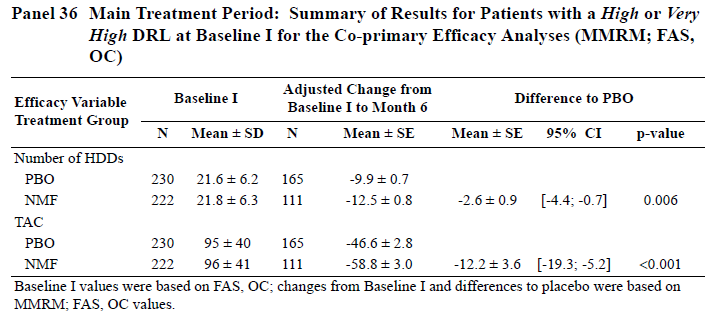 Panel 36 Main Treatment Period: Summary of Results for Patients with a High or Very
High DRL at Baseline I for the Co-primary Efficacy Analyses (MMRM; FAS,
OC)
Efficacy Variable Treatment Group Baseline I Adjusted Change from Baseline I to Month 6 Difference to PBO
N Mean ± SD N Mean ± SE Mean ± SE 95% CI p-value
Number of HDDs
PBO 230 21.6 ± 6.2 165 -9.9 ± 0.7
NMF 222 21.8 ± 6.3 111 -12.5 ± 0.8 -2.6 ± 0.9 [-4.4; -0.7] 0.006
TAC
PBO 230 95 ± 40 165 -46.6 ± 2.8
NMF 222 96 ± 41 111 -58.8 ± 3.0 -12.2 ± 3.6 [-19.3; -5.2] <0.001
Baseline I values were based on FAS, OC; changes from Baseline I and differences to placebo were based on
MMRM; FAS, OC values.